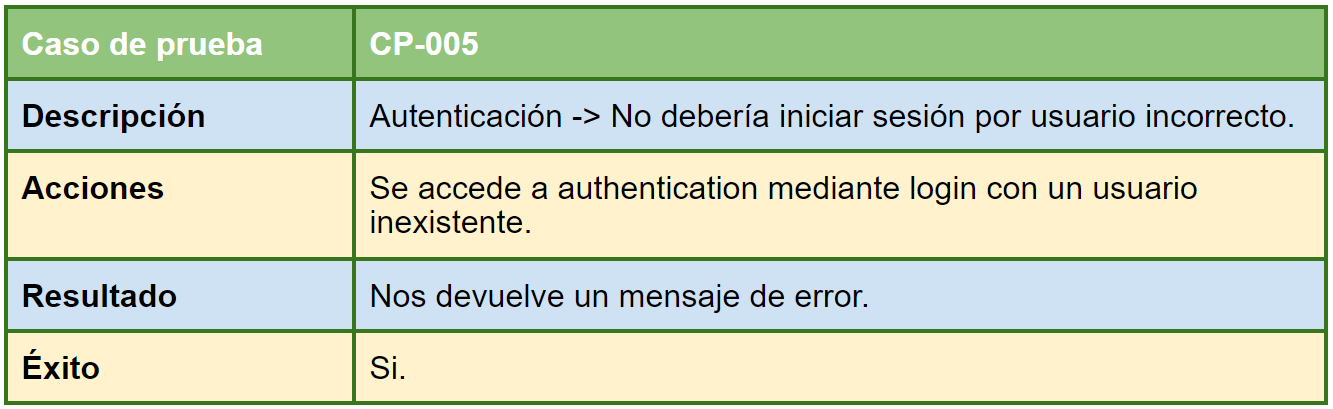 Caso de prueba CP-005
Descripción Autenticación -> No debería iniciar sesión por usuario incorrecto.
Acciones Se accede a authentication mediante login con un usuario
inexistente.
Resultado Nos devuelve un mensaje de error.
Éxito Si.